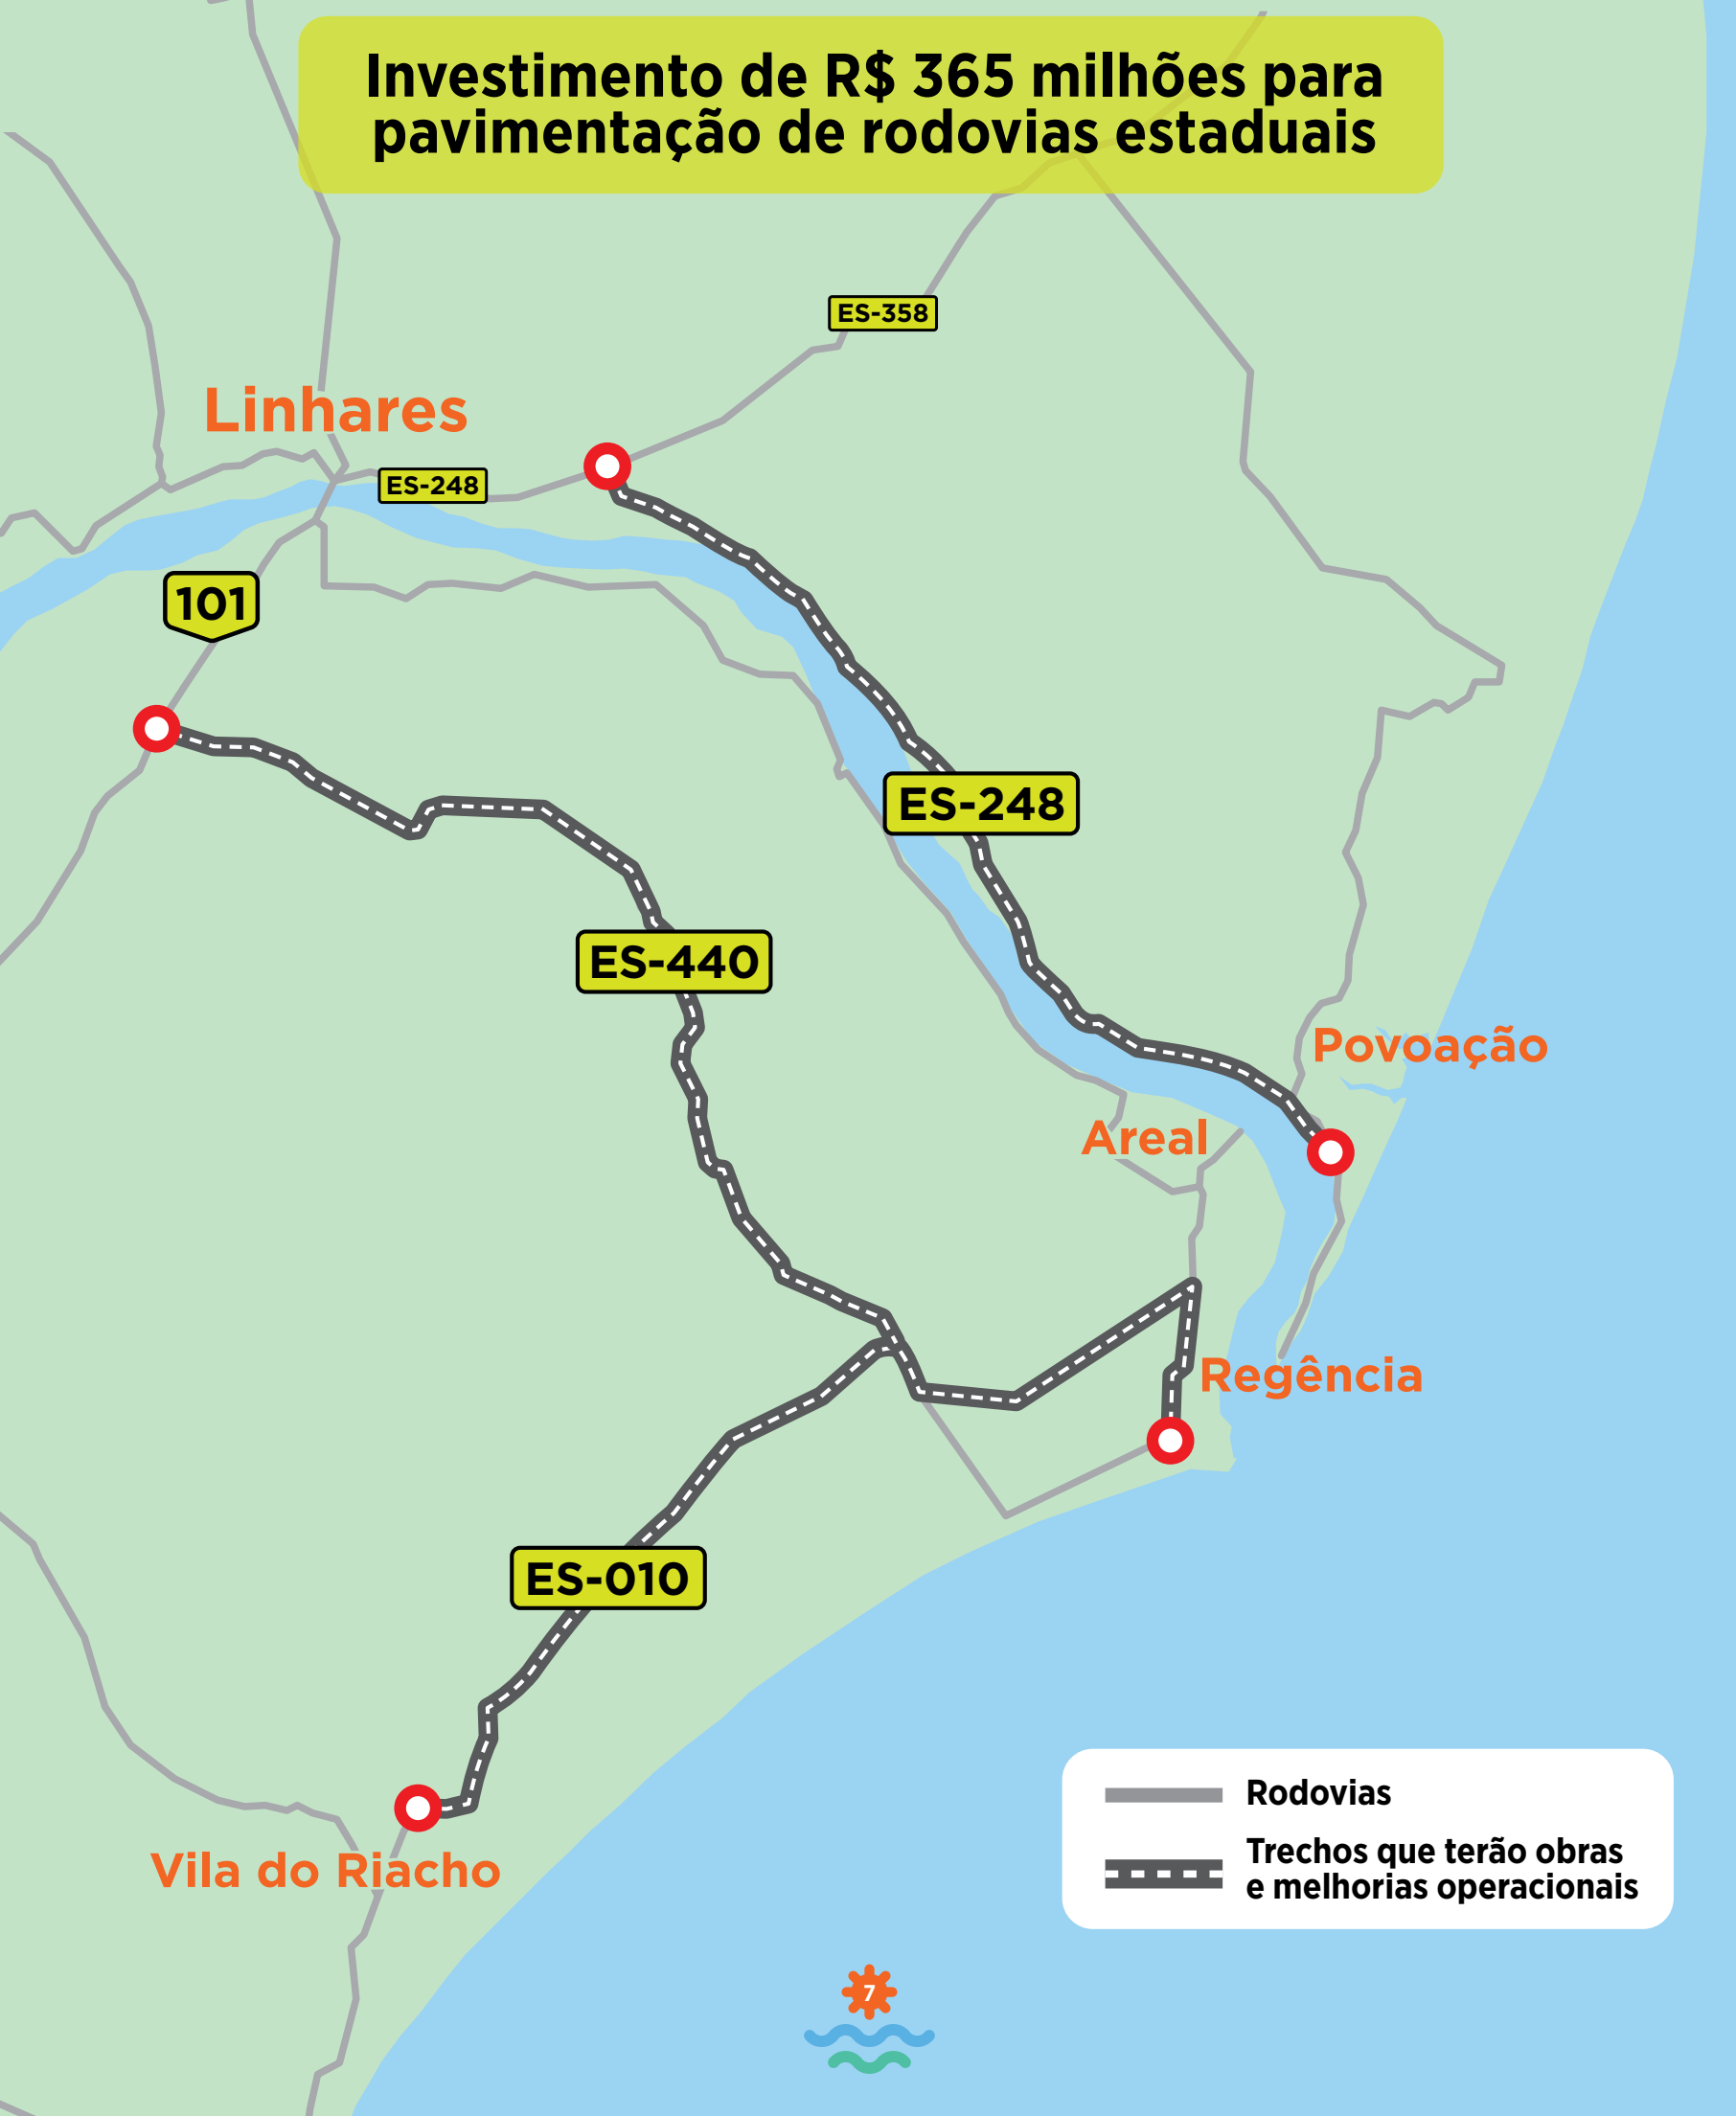 Investimento de R$ 365 milhões para
pavimentação de rodovias estaduais
ES-358
Linhares
ES-248
101
ES-248
ES-440
Povoação
Areal
Regência
ES-010
Vila do Riacho
Rodovias
Trechos que terão obras
e melhorias operacionais
7